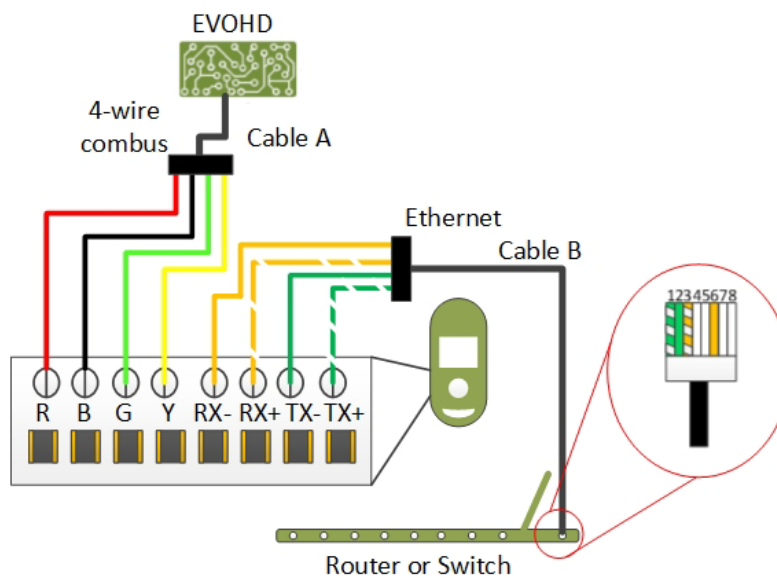 EVOHD
4-wire
combus
Cable A
Ethernet
Cable B
12345678
R B G Y RX- RX+ TX- TX+
Router or Switch